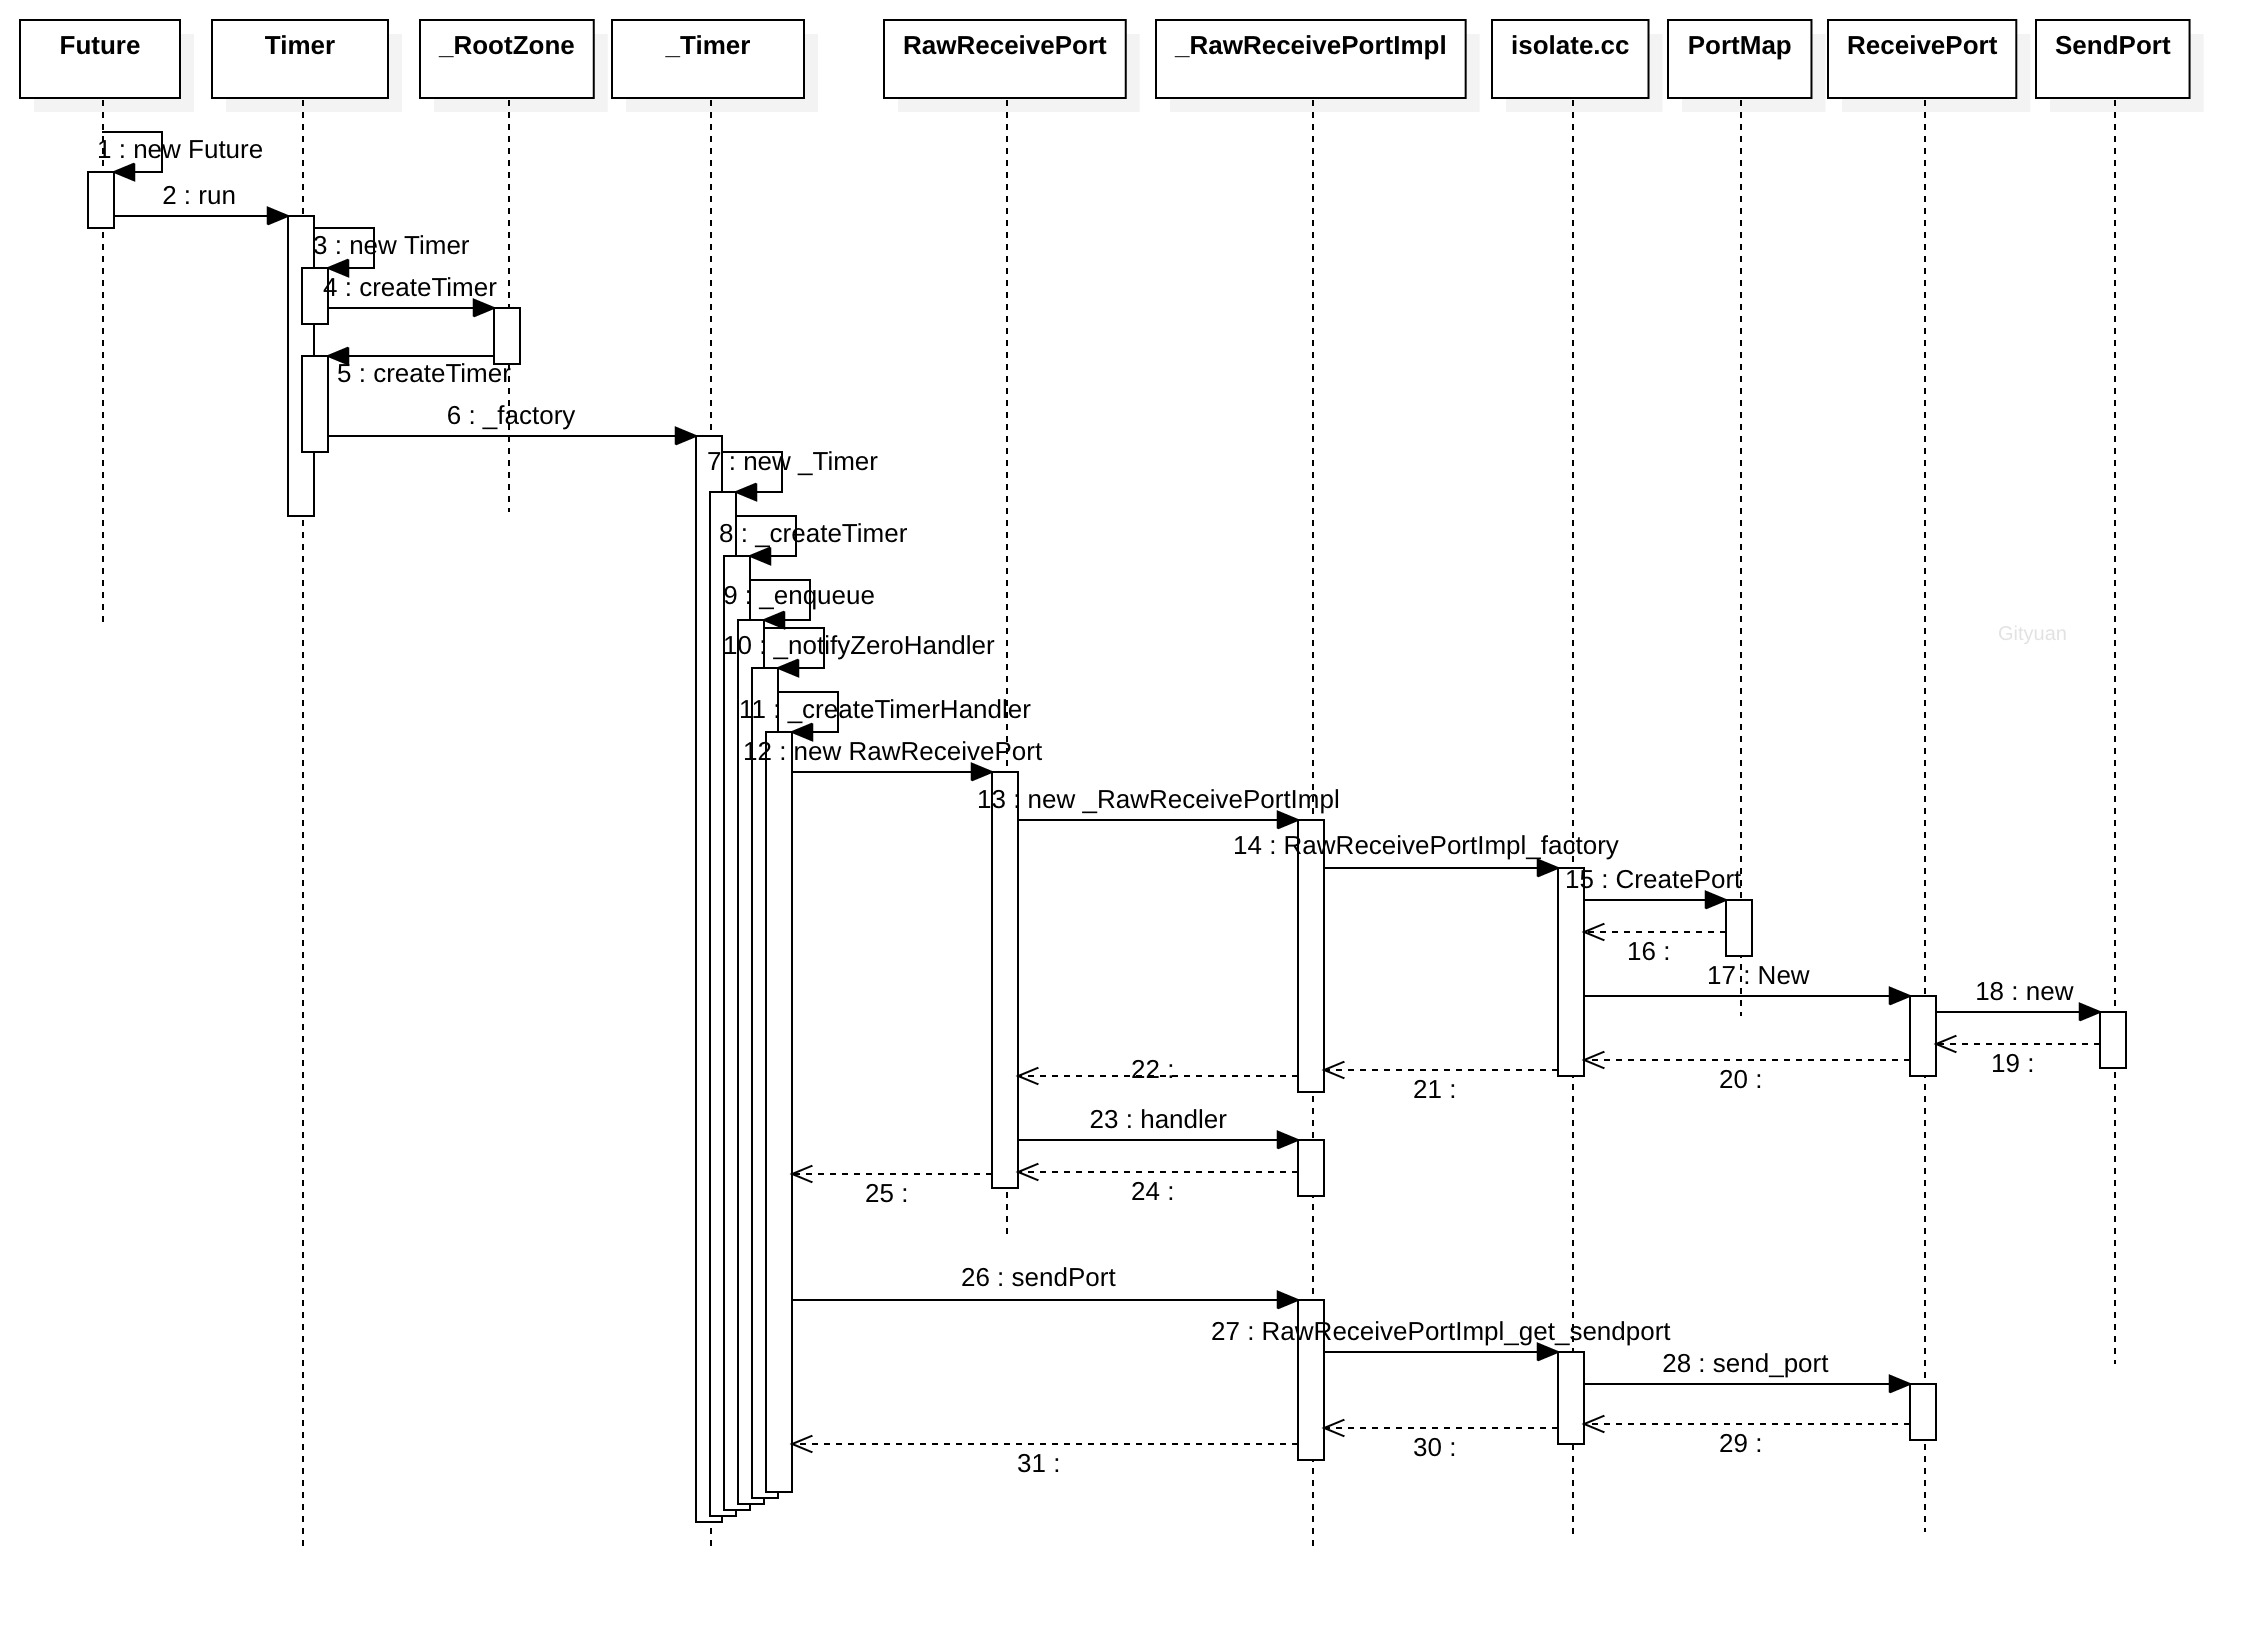 Future
Timer
_RootZone
_Timer
RawReceivePort
_RawReceivePortImpl
isolate.cc
PortMap
ReceivePort
SendPort
1 : new Future
2 : run
3 : new Timer
4 : createTimer
5 : createTimer
6 : _factory
7 : new _Timer
8 : _createTimer
9 : _enqueue
Gityuan
10 : _notifyZeroHandler
11 : _createTimerHandler
12 : new RawReceivePort
13 : new _RawReceivePortImpl
14 : RawReceivePortImpl_factory
15 : CreatePort
16 :
17 : New
18 : new
19 :
20 :
21 :
22 :
23 : handler
24 :
25 :
26 : sendPort
27 : RawReceivePortImpl_get_sendport
28 : send_port
29 :
30 :
31 :